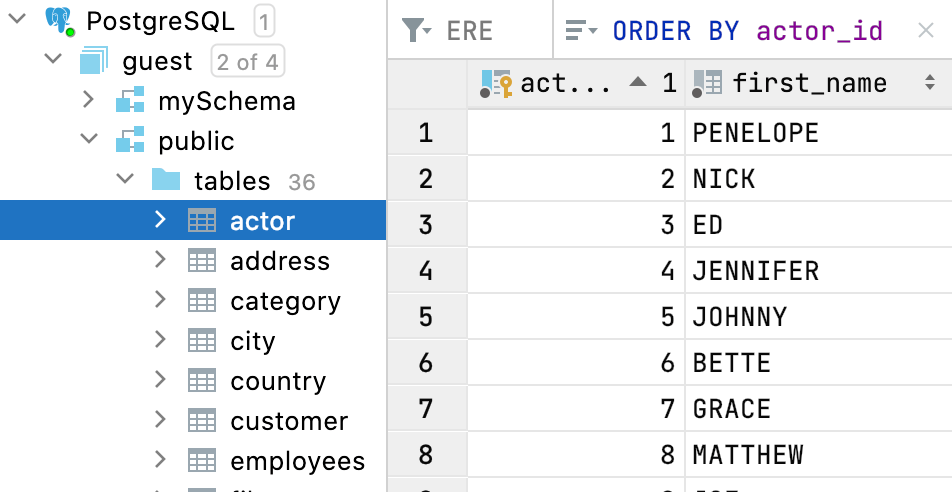 PostgreSQL 1
guest 2 of 4
mySchema
public
tables 36
actor
address
category
city
country
customer
employees
ERE ORDER BY actor_id
act... 1 first_name
1 1 PENELOPE
2 2 NICK
3 3 ED
4 4 JENNIFER
5 5 JOHNNY
6 6 BETTE
7 7 GRACE
8 8 MATTHEW